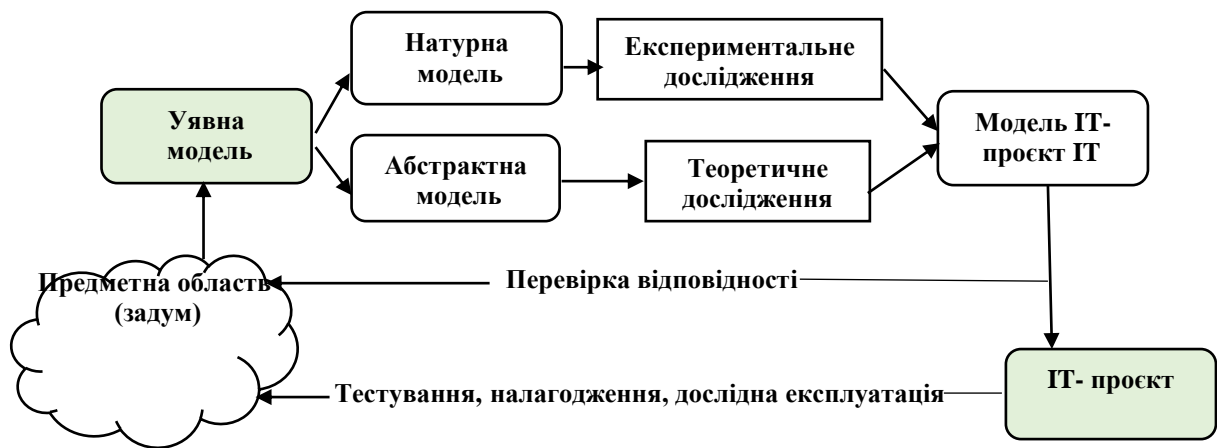 Натурна
модель
Експериментальне
дослідження
Уявна
модель
Модель ІТ-
проєкт ІТ
Абстрактна
модель
Теоретичне
дослідження
Предметна область
(задум)
Перевірка відповідності
ІТ- проєкт
Тестування, налагодження, дослідна експлуатація